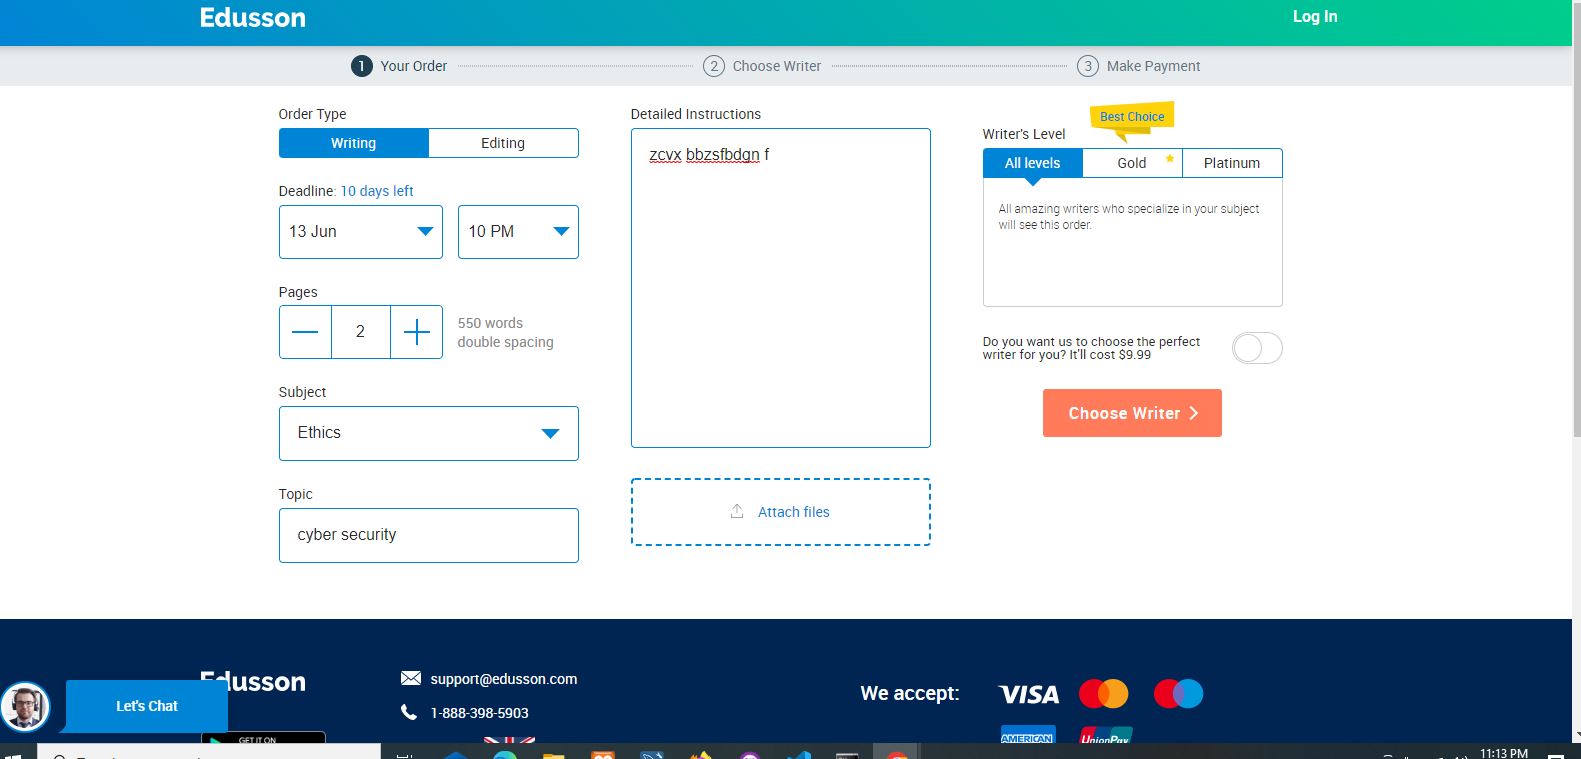 Edusson
Log In
1 Your Order
2 Choose Writer
3 Make Payment
Order Type
Writing
Editing
Deadline: 10 days left
13 Jun
10 PM
Pages
2
550 words
double spacing
Subject
Ethics
Topic
cyber security
Detailed Instructions
zcvx bbzsfbdgn f
Attach files
Best Choice
Writer's Level
All levels
Gold
Platinum
All amazing writers who specialize in your subject
will see this order.
Do you want us to choose the perfect
writer for you? It'll cost $9.99
Choose Writer
Edusson
support@edusson.com
1-888-398-5903
We accept:
VISA
AMERICAN
UnionPay
Let's Chat
GET IT ON
11:13 PM